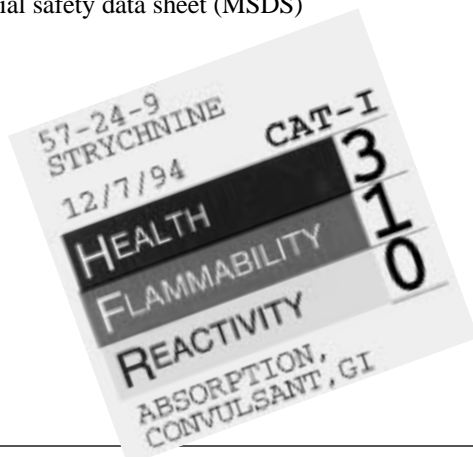 ial safety data sheet (MSDS)
57-24-9
STRYCHNINE
CAT-I
12/7/94
HEALTH 3
FLAMMABILITY 1
REACTIVITY 0
ABSORPTION,
CONVULSANT,GI